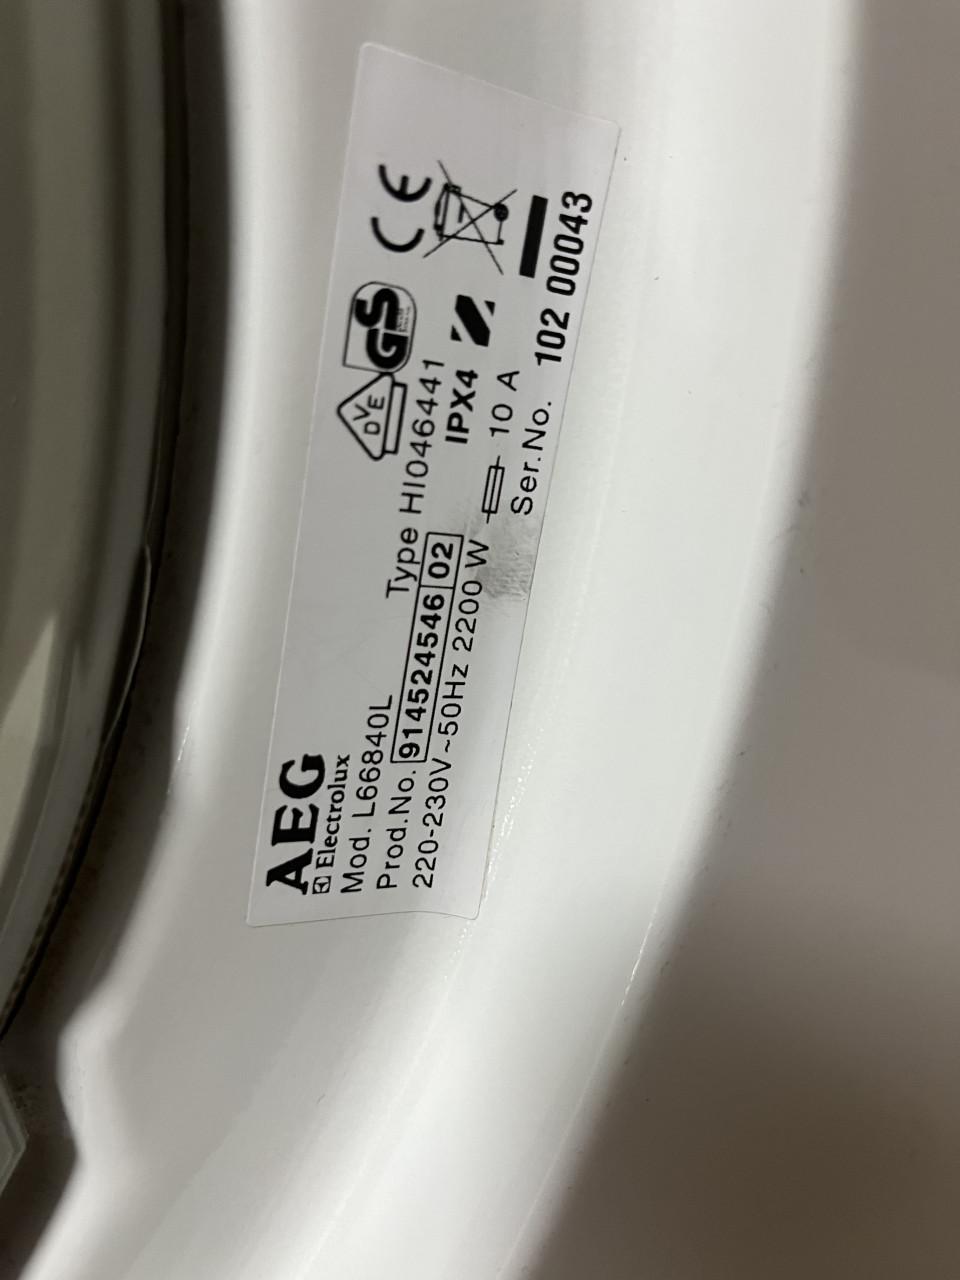 AEG
Electrolux
Mod. L66840L
Type HI046441
Prod.No. 914524546 02
IPX4
220-230V~50Hz 2200 W 10 A
Ser.No. 102 00043
DVE
GS
CE